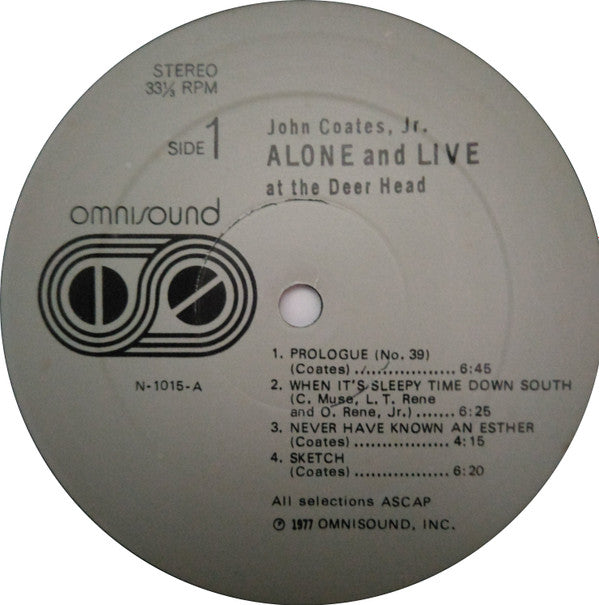 STEREO
33⅓ RPM
SIDE 1
John Coates, Jr.
ALONE and LIVE
at the Deer Head
omnisound
N-1015-A
1. PROLOGUE (No. 39)
(Coates) .................. 6:45
2. WHEN IT'S SLEEPY TIME DOWN SOUTH
(C. Muse, L. T. Rene
and O. Rene, Jr.) ....... 6:25
3. NEVER HAVE KNOWN AN ESTHER
(Coates) ................. 4:15
4. SKETCH
(Coates) ................. 6:20
All selections ASCAP
℗ 1977 OMNISOUND, INC.